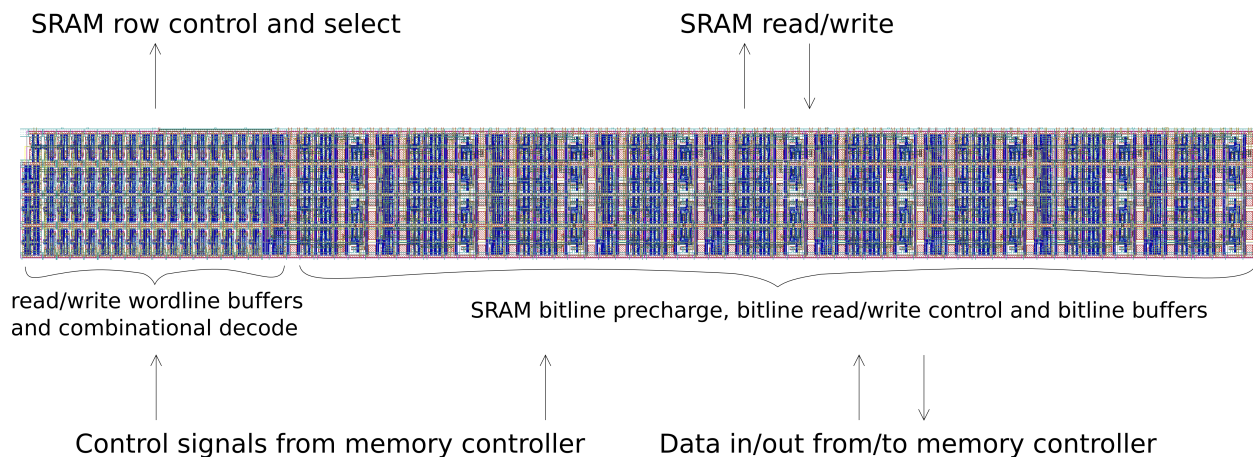 SRAM row control and select
SRAM read/write
read/write wordline buffers
and combinational decode
SRAM bitline precharge, bitline read/write control and bitline buffers
Control signals from memory controller
Data in/out from/to memory controller